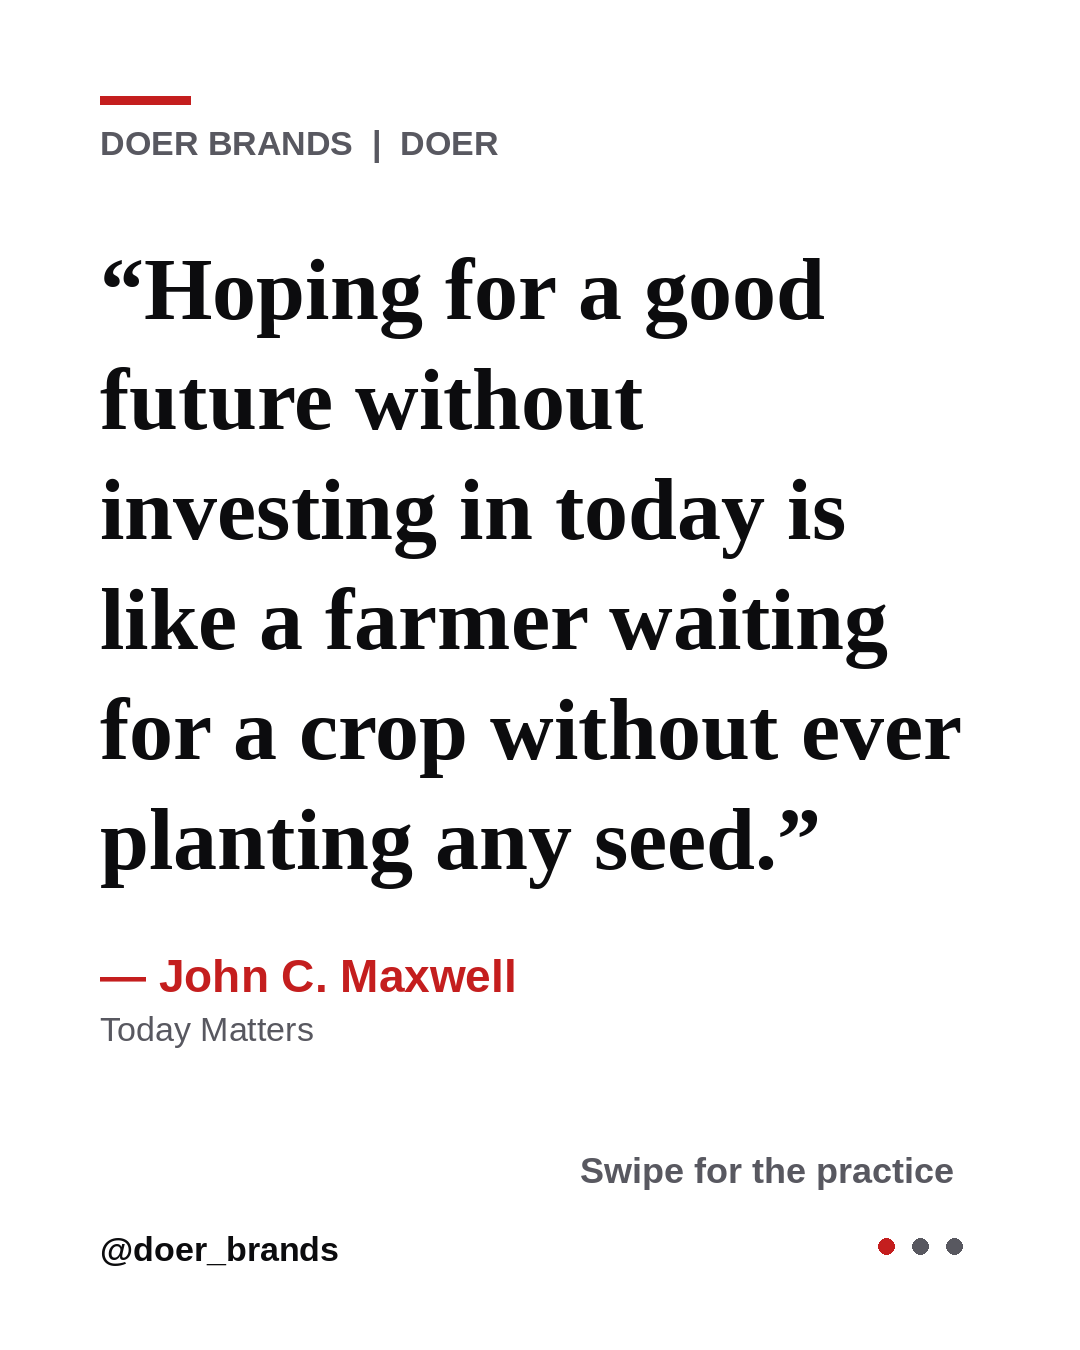 DOER BRANDS | DOER
“Hoping for a good
future without
investing in today is
like a farmer waiting
for a crop without ever
planting any seed.”
— John C. Maxwell
Today Matters
Swipe for the practice
@doer_brands